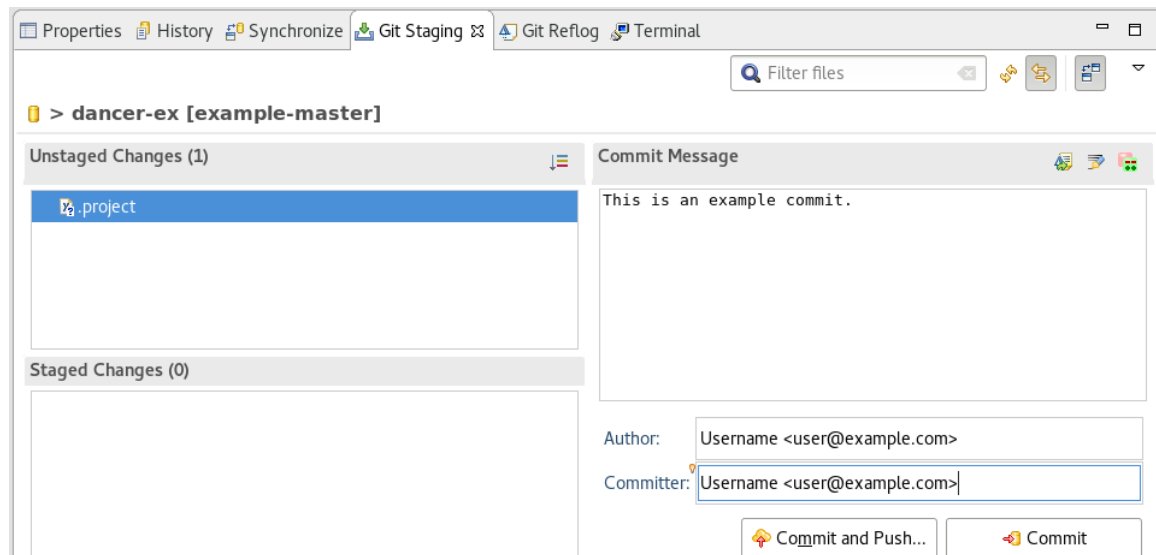 Properties History Synchronize Git Staging Git Reflog Terminal
Filter files
> dancer-ex [example-master]
Unstaged Changes (1)
.project
Staged Changes (0)
Commit Message
This is an example commit.
Author: Username <user@example.com>
Committer: Username <user@example.com>
Commit and Push... Commit